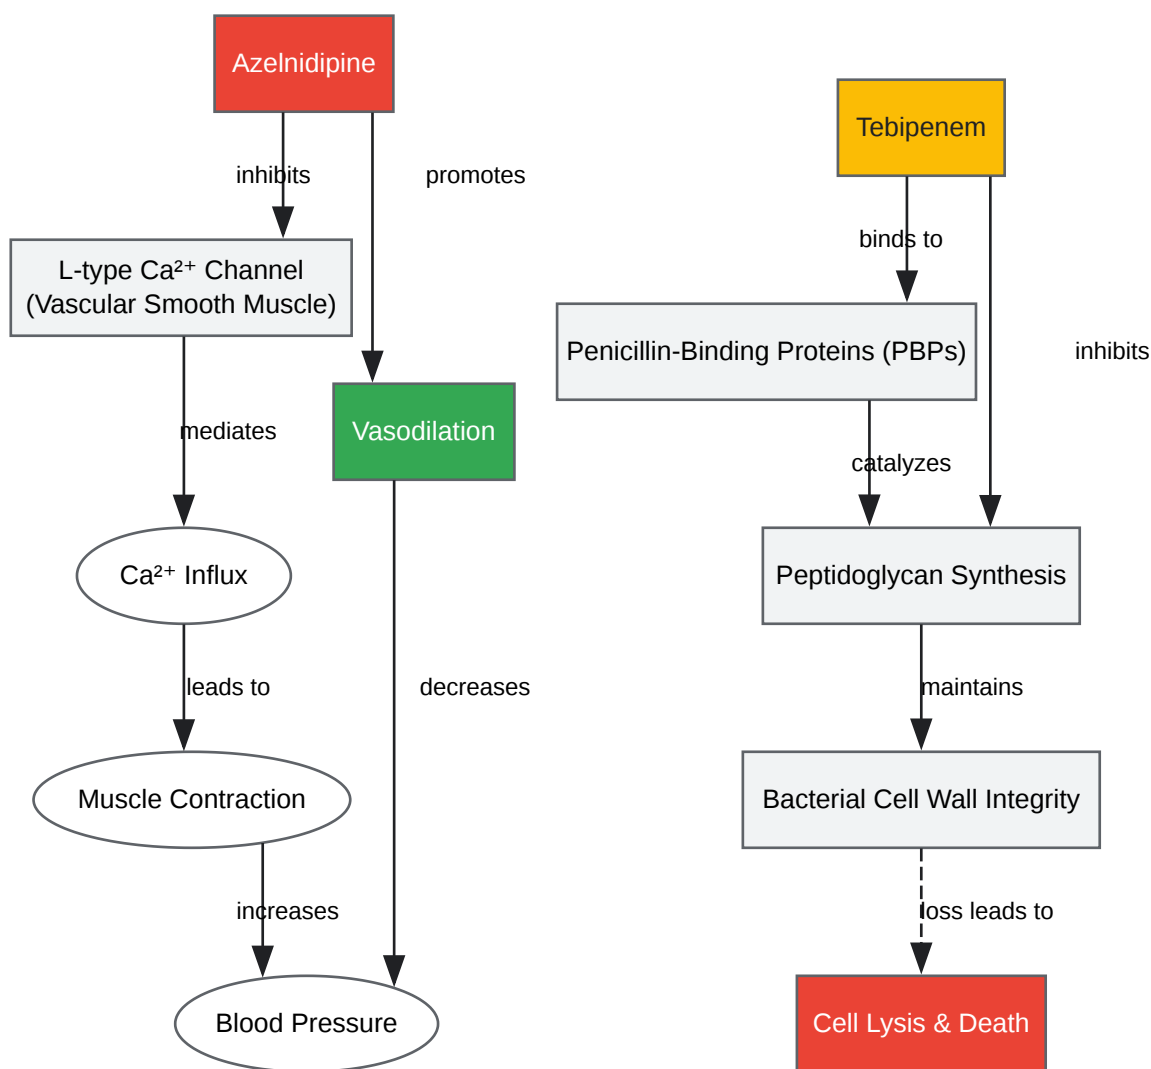 Azelnidipine
inhibits
promotes
L-type Ca²⁺ Channel
(Vascular Smooth Muscle)
mediates
Vasodilation
Ca²⁺ Influx
leads to
decreases
Muscle Contraction
increases
Blood Pressure
Tebipenem
binds to
Penicillin-Binding Proteins (PBPs)
inhibits
catalyzes
Peptidoglycan Synthesis
maintains
Bacterial Cell Wall Integrity
loss leads to
Cell Lysis & Death